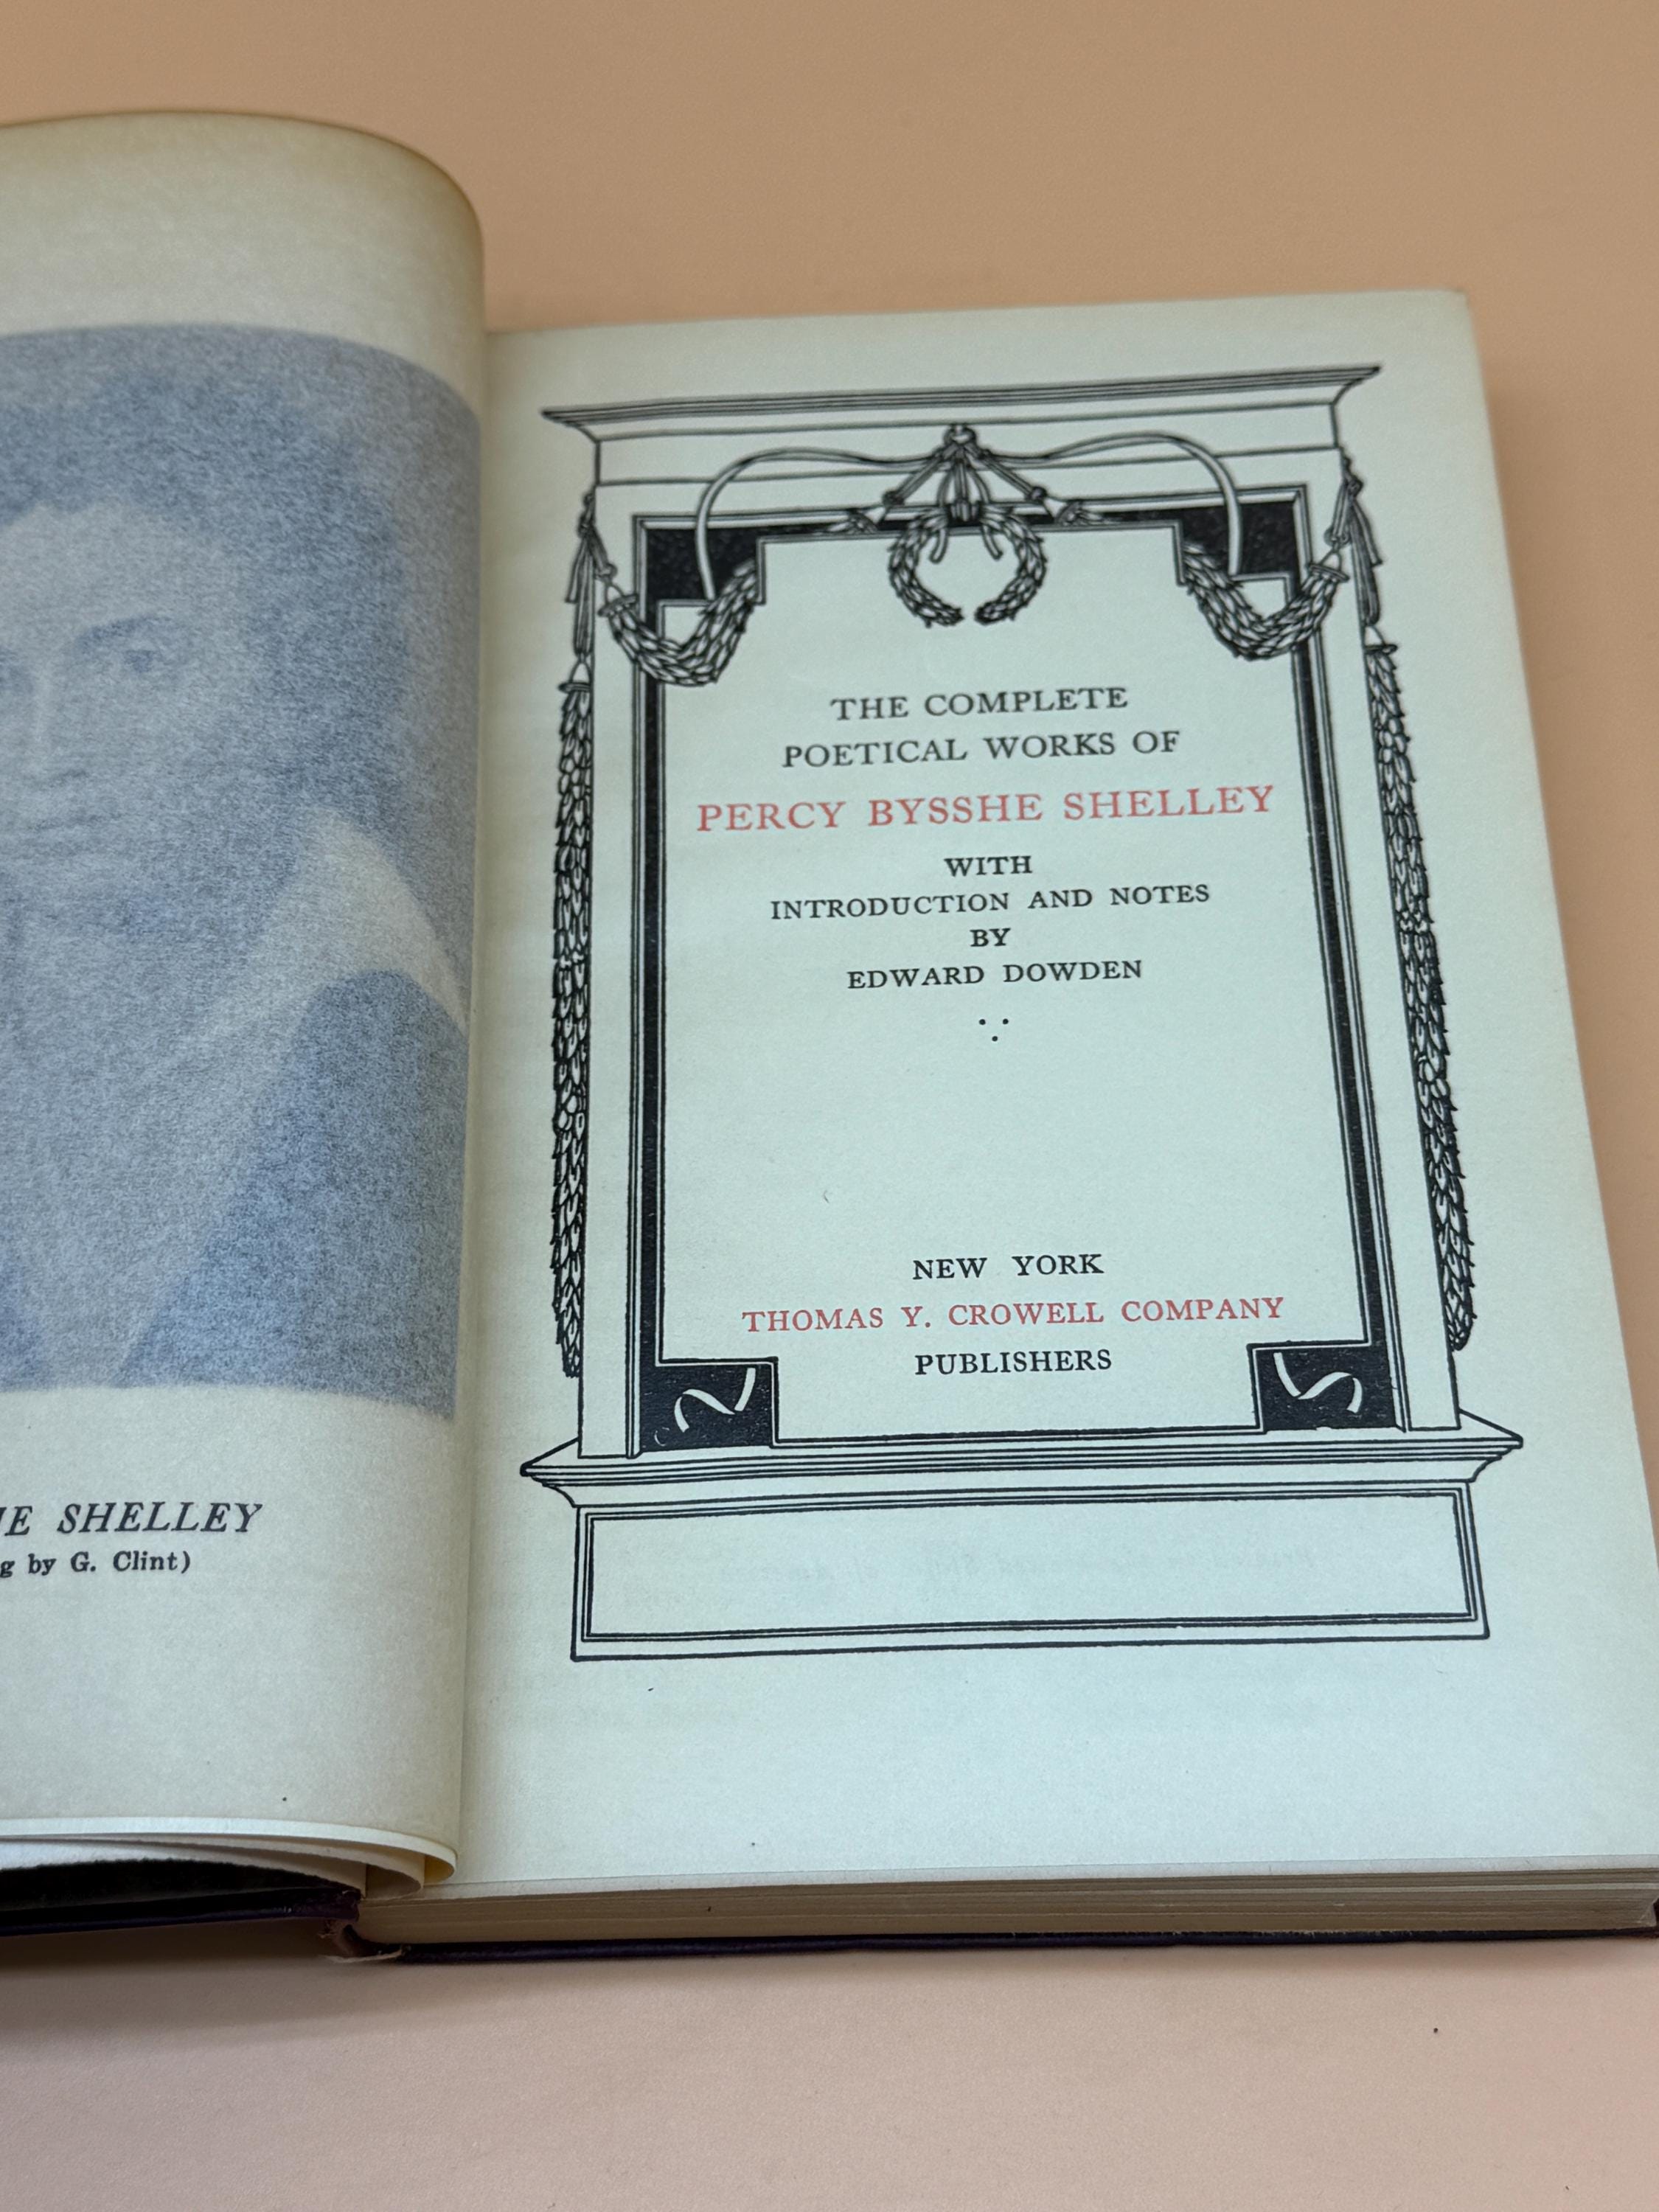 THE COMPLETE
POETICAL WORKS OF
PERCY BYSSHE SHELLEY
WITH
INTRODUCTION AND NOTES
BY
EDWARD DOWDEN
NEW YORK
THOMAS Y. CROWELL COMPANY
PUBLISHERS
HE SHELLEY
g by G. Clint)